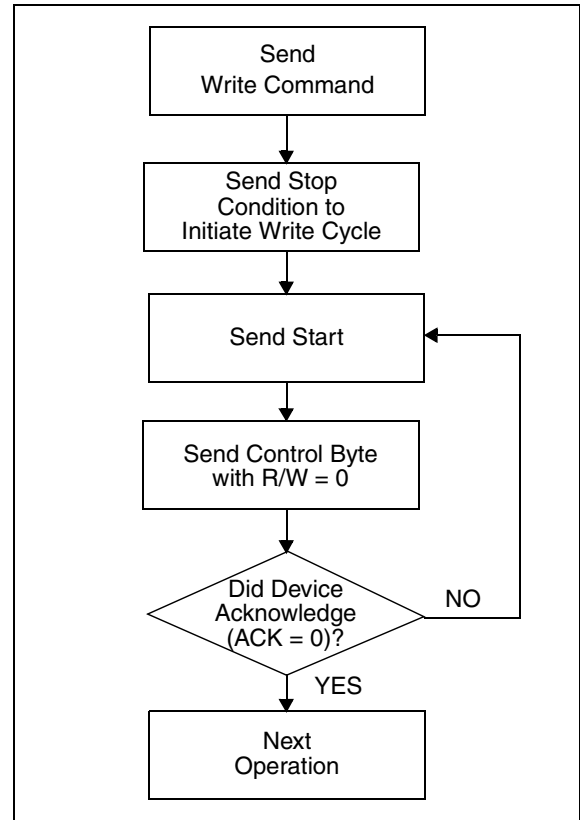 Send
Write Command
Send Stop
Condition to
Initiate Write Cycle
Send Start
Send Control Byte
with R/W = 0
Did Device
Acknowledge
(ACK = 0)?
NO
YES
Next
Operation